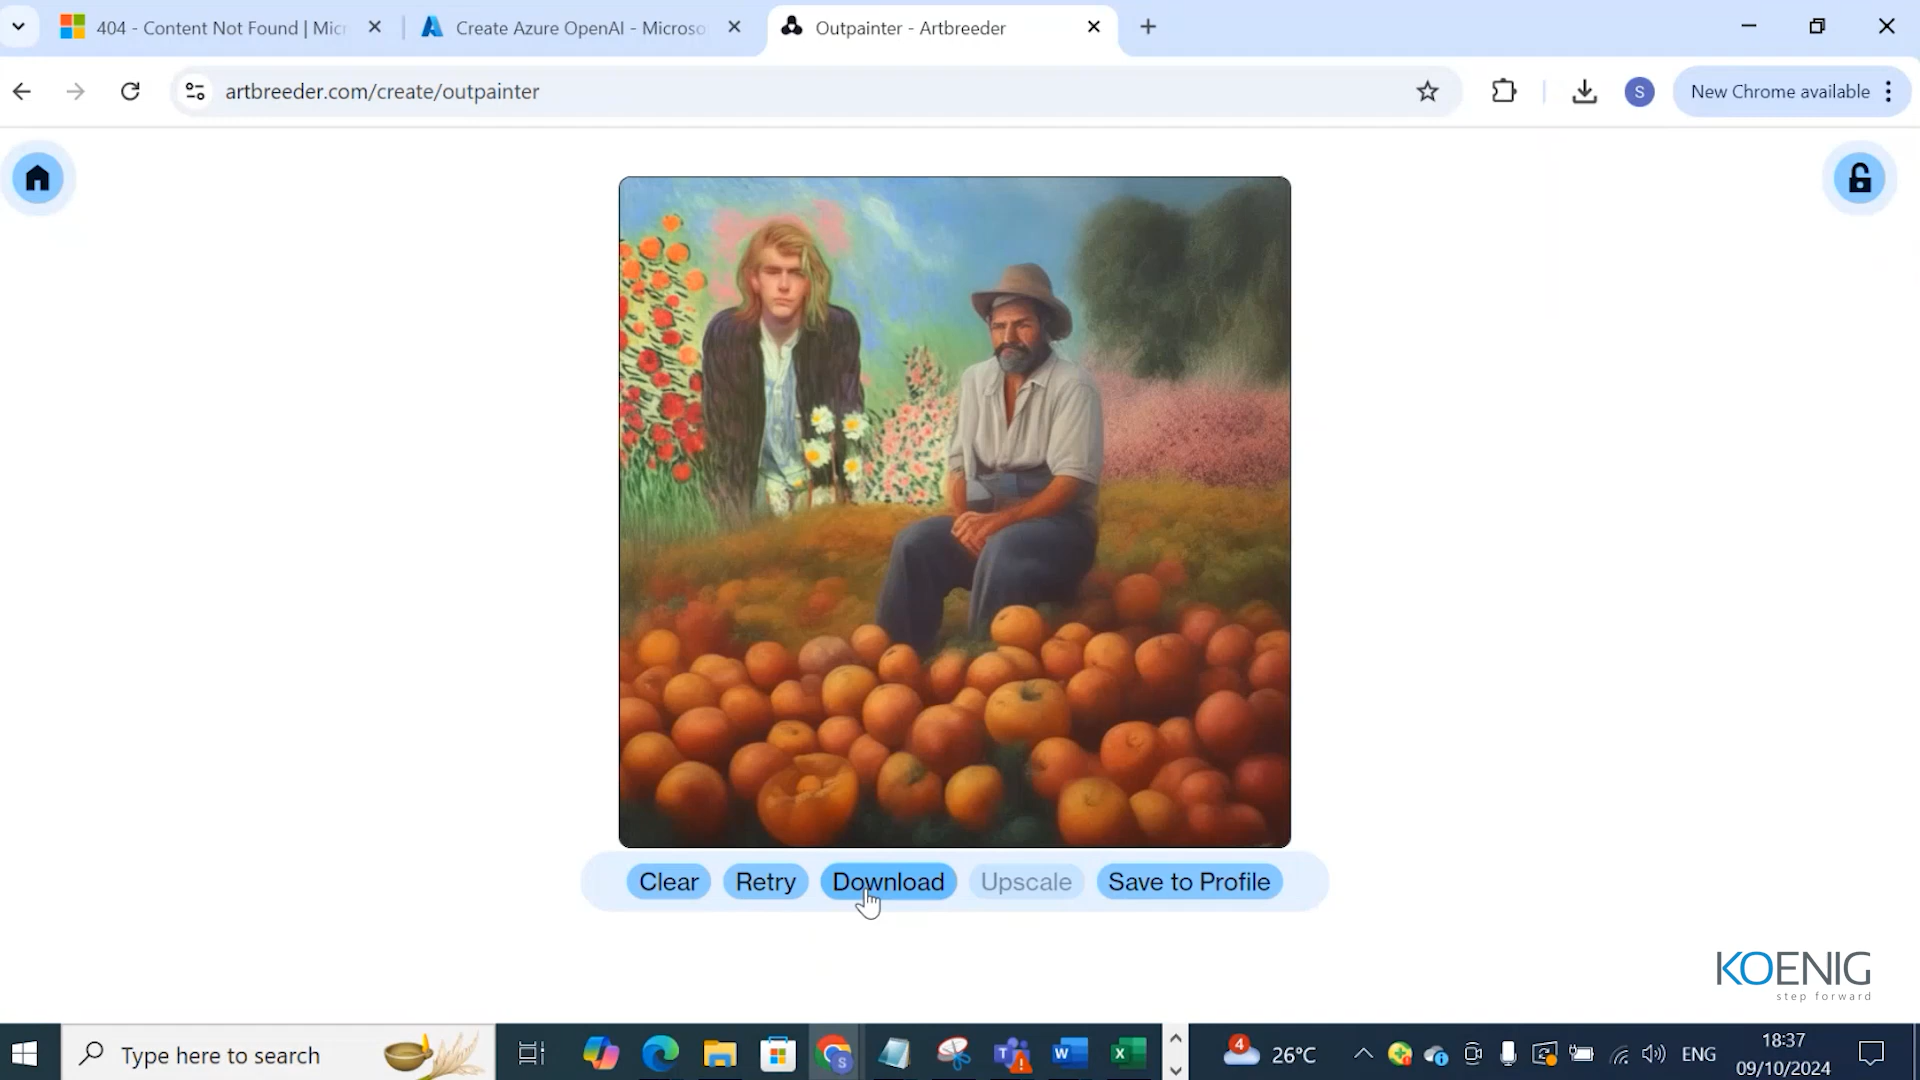 404 - Content Not Found | Mic
Create Azure OpenAI - Microso
Outpainter - Artbreeder
artbreeder.com/create/outpainter
S
New Chrome available
Clear
Retry
Download
Upscale
Save to Profile
KOENIG
step forward
Type here to search
S
4
26°C
ENG
18:37
09/10/2024